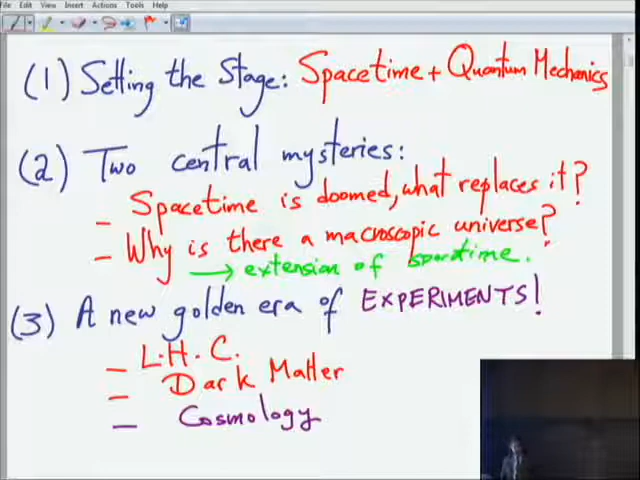 File Edit View Insert Actions Tools Help
(1) Setting the Stage: Spacetime + Quantum Mechanics
(2) Two central mysteries:
– Spacetime is doomed, what replaces it?
– Why is there a macroscopic universe?
→ extension of spacetime.
(3) A new golden era of EXPERIMENTS!
– L.H.C.
– Dark Matter
– Cosmology